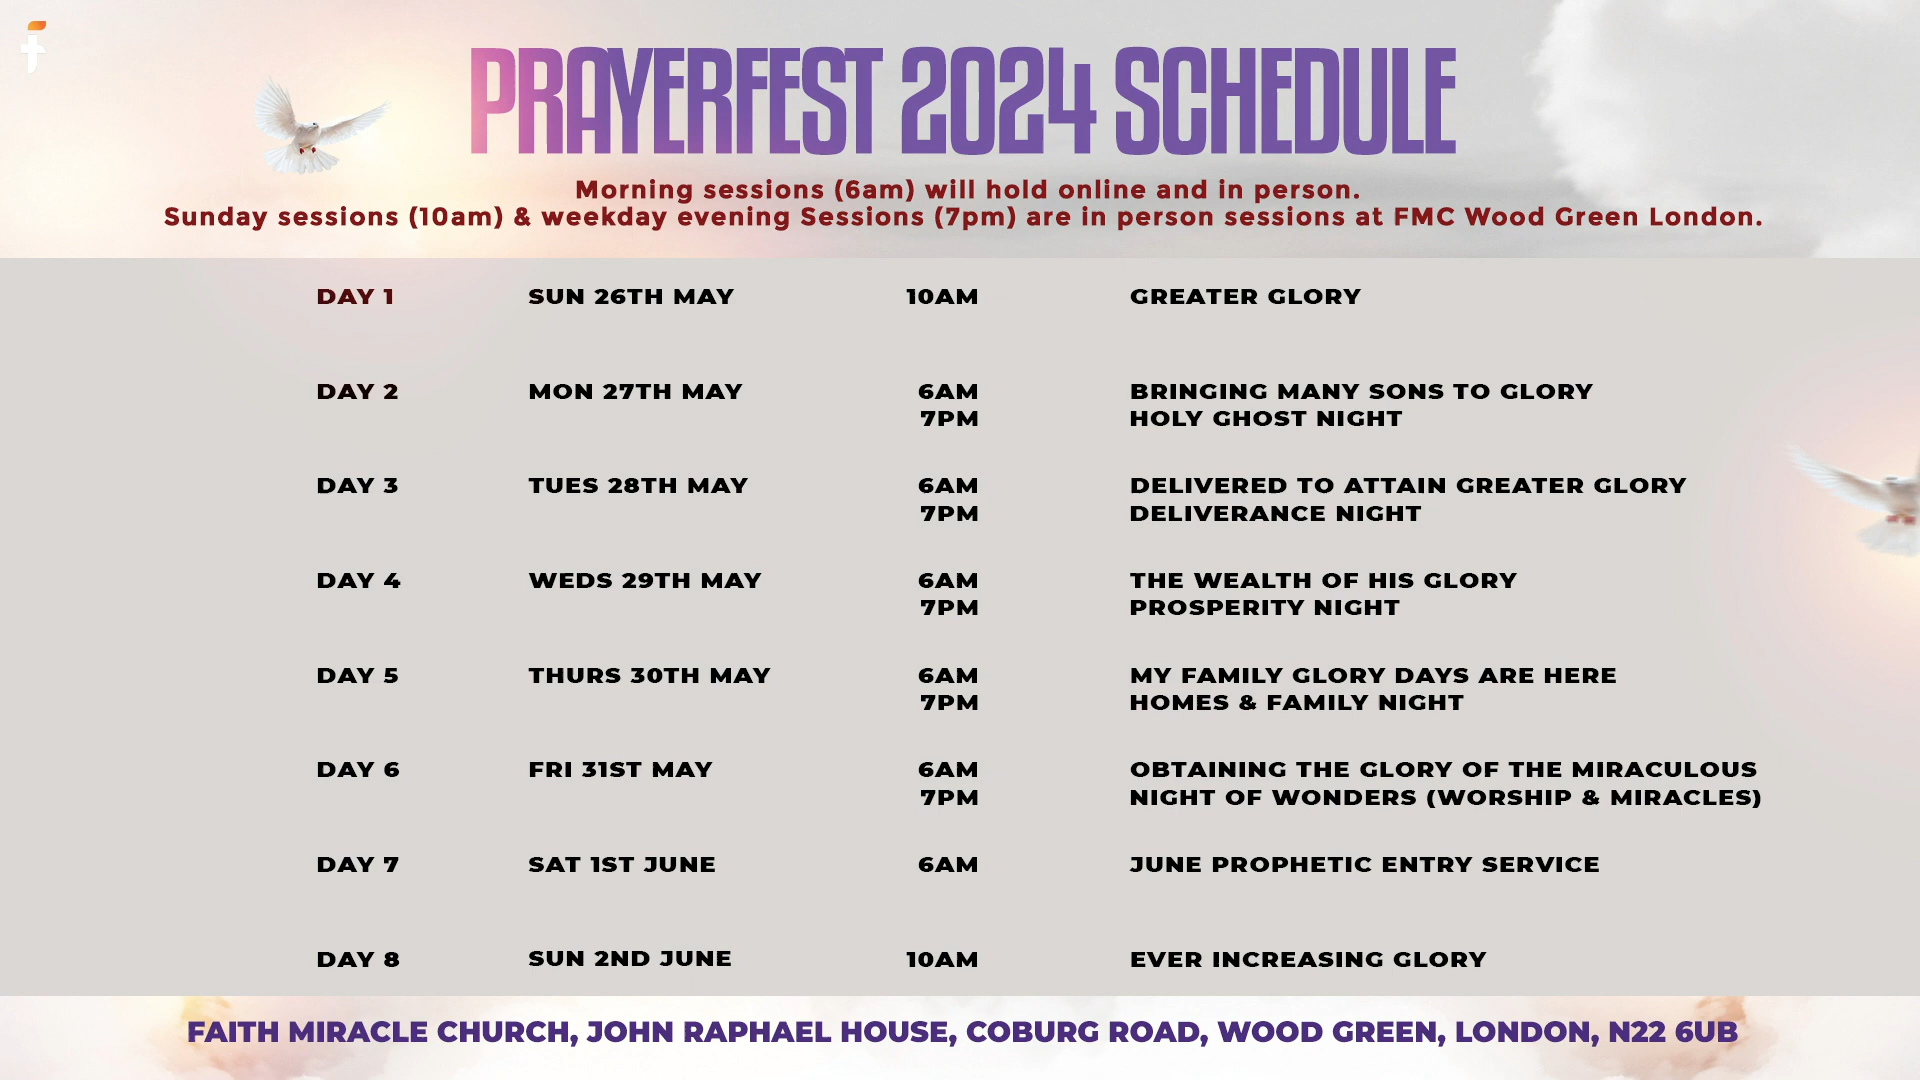 PRAYERFEST 2024 SCHEDULE
Morning sessions (6am) will hold online and in person.
Sunday sessions (10am) & weekday evening Sessions (7pm) are in person sessions at FMC Wood Green London.
DAY 1 SUN 26TH MAY 10AM GREATER GLORY
DAY 2 MON 27TH MAY 6AM BRINGING MANY SONS TO GLORY
7PM HOLY GHOST NIGHT
DAY 3 TUES 28TH MAY 6AM DELIVERED TO ATTAIN GREATER GLORY
7PM DELIVERANCE NIGHT
DAY 4 WEDS 29TH MAY 6AM THE WEALTH OF HIS GLORY
7PM PROSPERITY NIGHT
DAY 5 THURS 30TH MAY 6AM MY FAMILY GLORY DAYS ARE HERE
7PM HOMES & FAMILY NIGHT
DAY 6 FRI 31ST MAY 6AM OBTAINING THE GLORY OF THE MIRACULOUS
7PM NIGHT OF WONDERS (WORSHIP & MIRACLES)
DAY 7 SAT 1ST JUNE 6AM JUNE PROPHETIC ENTRY SERVICE
DAY 8 SUN 2ND JUNE 10AM EVER INCREASING GLORY
FAITH MIRACLE CHURCH, JOHN RAPHAEL HOUSE, COBURG ROAD, WOOD GREEN, LONDON, N22 6UB